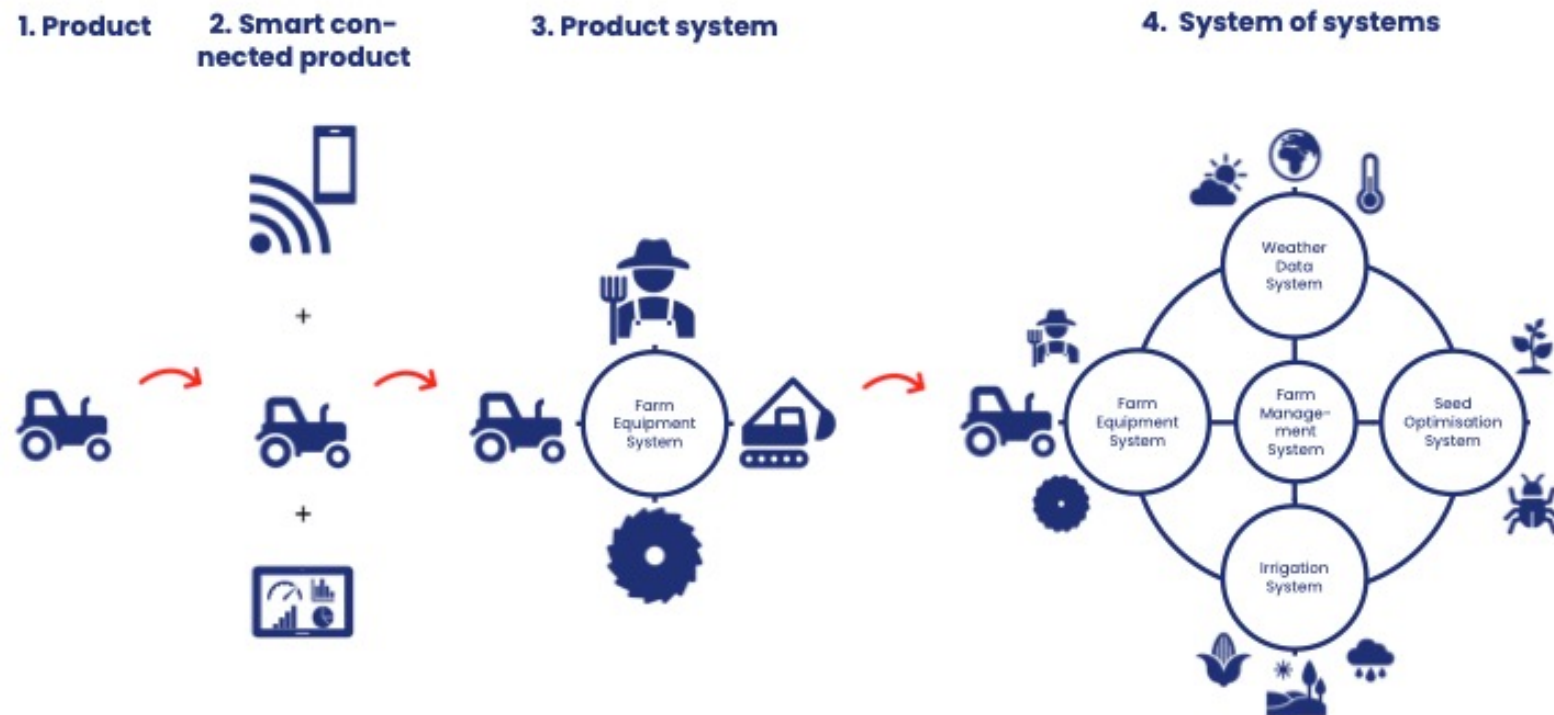 1. Product
2. Smart con-
nected product
3. Product system
4. System of systems
+
+
Farm
Equipment
System
Weather
Data
System
Farm
Equipment
System
Farm
Manage-
ment
System
Seed
Optimisation
System
Irrigation
System